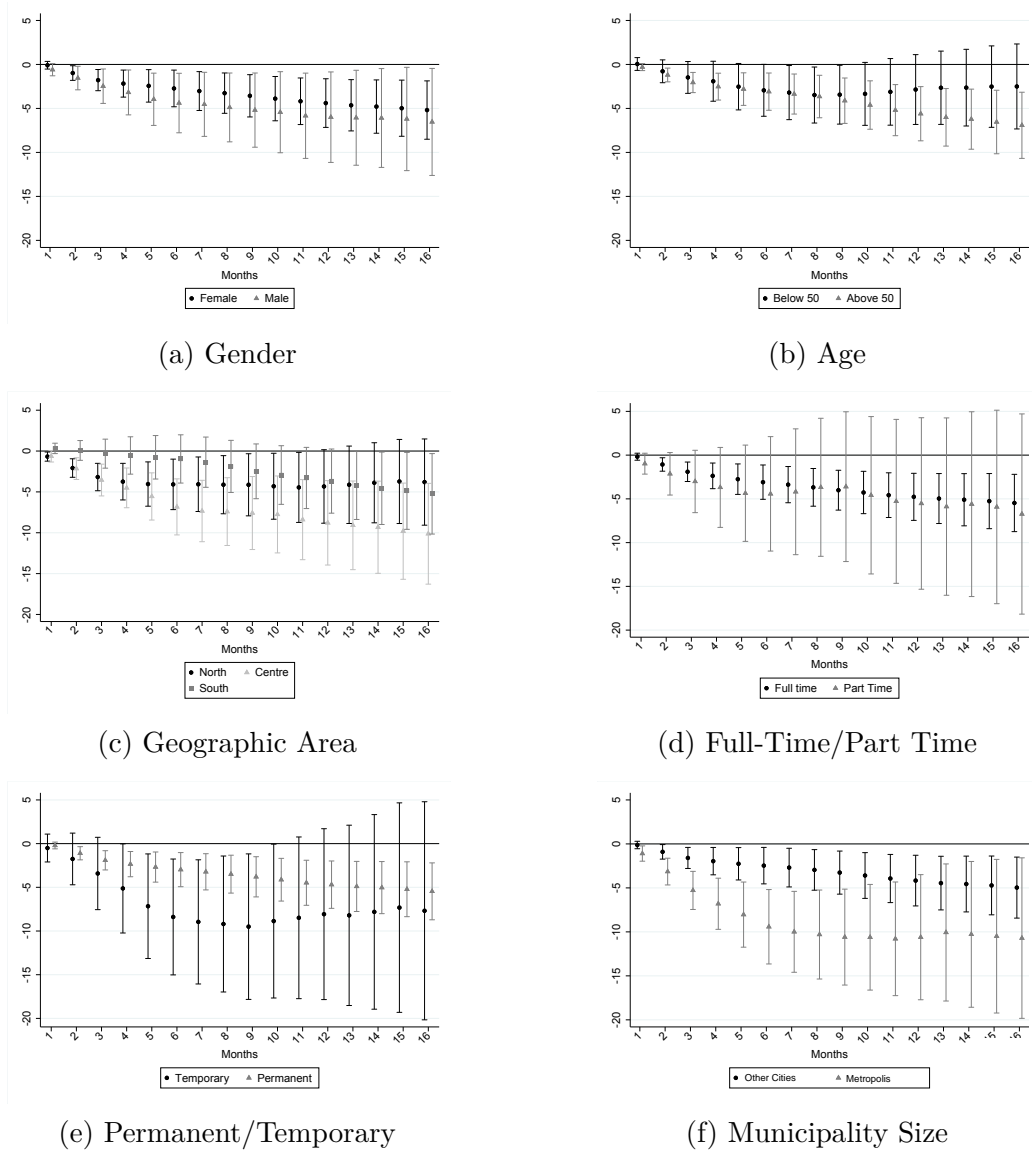 5
0
-5
-10
-15
-20
1 2 3 4 5 6 7 8 9 10 11 12 13 14 15 16
Months
Female Male
(a) Gender
5
0
-5
-10
-15
-20
1 2 3 4 5 6 7 8 9 10 11 12 13 14 15 16
Months
Below 50 Above 50
(b) Age
5
0
-5
-10
-15
-20
1 2 3 4 5 6 7 8 9 10 11 12 13 14 15 16
Months
North Centre
South
(c) Geographic Area
5
0
-5
-10
-15
-20
1 2 3 4 5 6 7 8 9 10 11 12 13 14 15 16
Months
Full time Part Time
(d) Full-Time/Part Time
5
0
-5
-10
-15
-20
1 2 3 4 5 6 7 8 9 10 11 12 13 14 15 16
Months
Temporary Permanent
(e) Permanent/Temporary
5
0
-5
-10
-15
-20
1 2 3 4 5 6 7 8 9 10 11 12 13 14 15 16
Months
Other Cities Metropolis
(f) Municipality Size